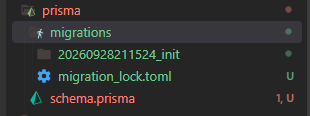 prisma
migrations
20260928211524_init
migration_lock.toml U
schema.prisma 1, U